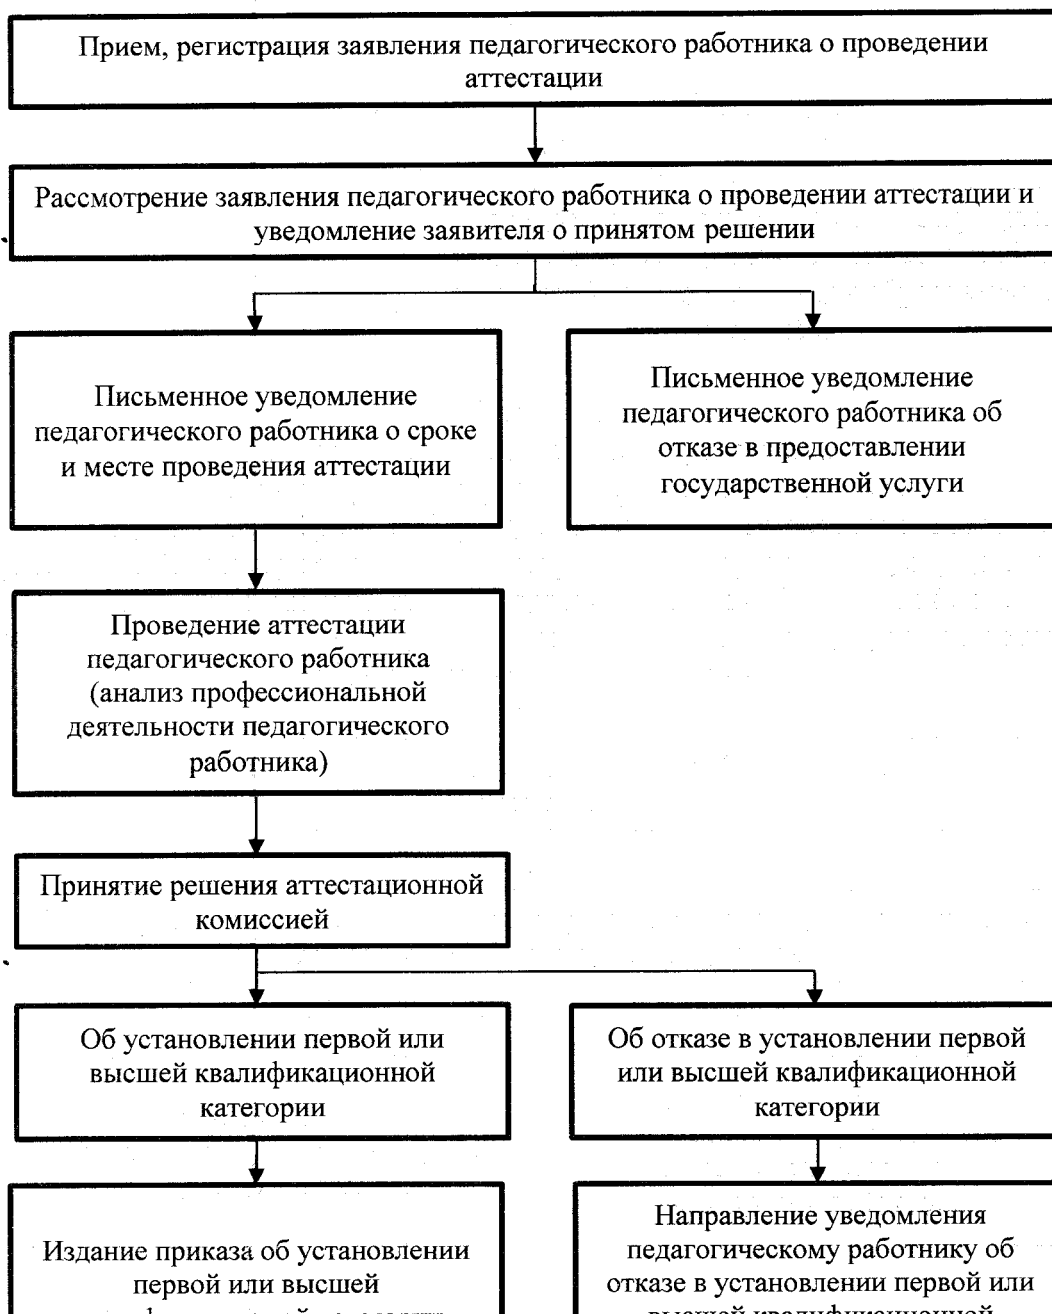 Прием, регистрация заявления педагогического работника о проведении
аттестации
Рассмотрение заявления педагогического работника о проведении аттестации и
уведомление заявителя о принятом решении
Письменное уведомление
педагогического работника о сроке
и месте проведения аттестации
Письменное уведомление
педагогического работника об
отказе в предоставлении
государственной услуги
Проведение аттестации
педагогического работника
(анализ профессиональной
деятельности педагогического
работника)
Принятие решения аттестационной
комиссией
Об установлении первой или
высшей квалификационной
категории
Об отказе в установлении первой
или высшей квалификационной
категории
Издание приказа об установлении
первой или высшей
Направление уведомления
педагогическому работнику об
отказе в установлении первой или
высшей квалификационной